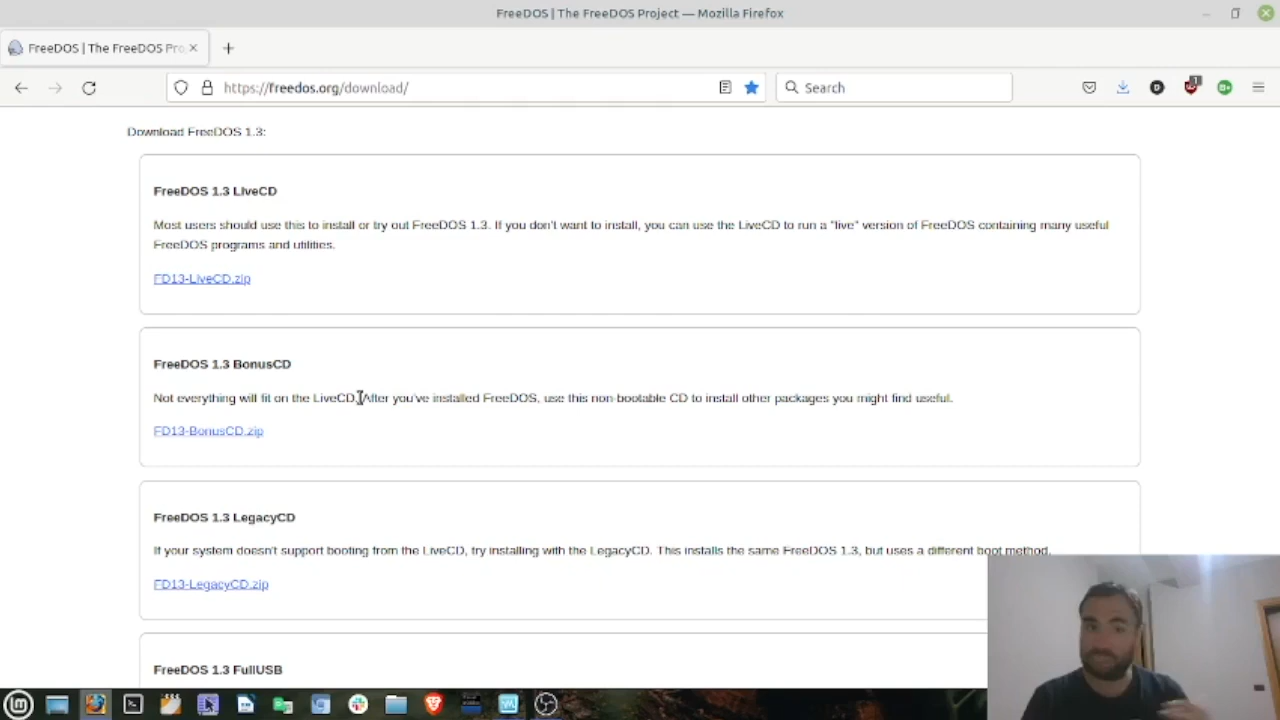 FreeDOS | The FreeDOS Project — Mozilla Firefox
FreeDOS | The FreeDOS Pro
https://freedos.org/download/
Search
1
Download FreeDOS 1.3:
FreeDOS 1.3 LiveCD
Most users should use this to install or try out FreeDOS 1.3. If you don't want to install, you can use the LiveCD to run a "live" version of FreeDOS containing many useful
FreeDOS programs and utilities.
FD13-LiveCD.zip
FreeDOS 1.3 BonusCD
Not everything will fit on the LiveCD. After you've installed FreeDOS, use this non-bootable CD to install other packages you might find useful.
FD13-BonusCD.zip
FreeDOS 1.3 LegacyCD
If your system doesn't support booting from the LiveCD, try installing with the LegacyCD. This installs the same FreeDOS 1.3, but uses a different boot method.
FD13-LegacyCD.zip
FreeDOS 1.3 FullUSB